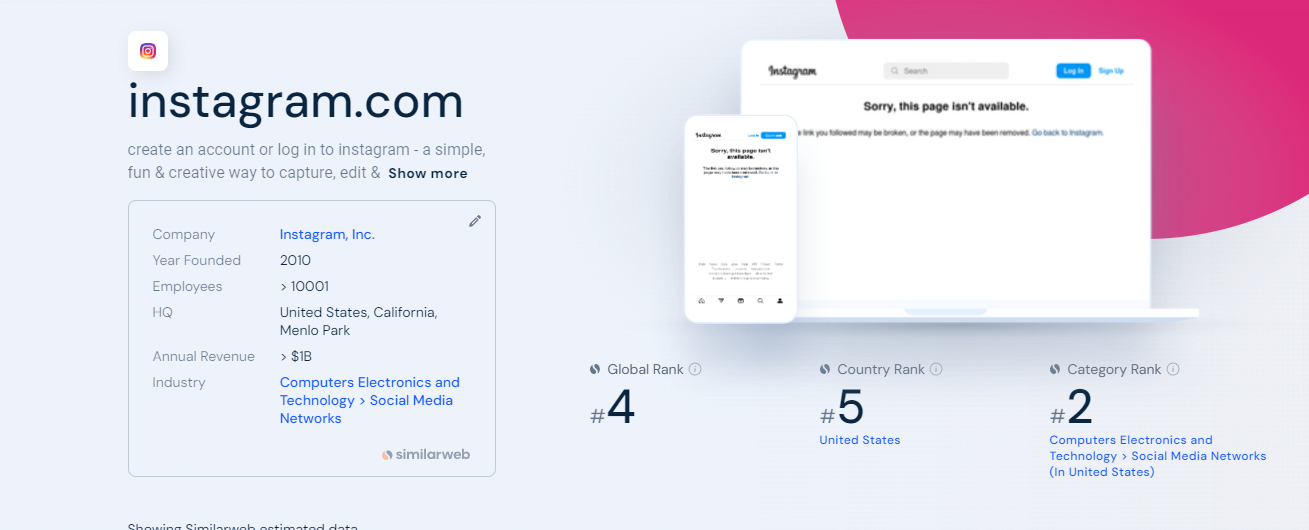 instagram.com
create an account or log in to instagram - a simple,
fun & creative way to capture, edit & Show more
Company Instagram, Inc.
Year Founded 2010
Employees > 10001
HQ United States, California,
Menlo Park
Annual Revenue > $1B
Industry Computers Electronics and
Technology > Social Media
Networks
similarweb
Instagram Search Log In Sign Up
Sorry, this page isn't available.
link you followed may be broken, or the page may have been removed. Go back to Instagram.
Instagram
Sorry, this page isn't
available.
Global Rank
#4
Country Rank
#5
United States
Category Rank
#2
Computers Electronics and
Technology > Social Media Networks
(In United States)
Showing Similarweb estimated data.